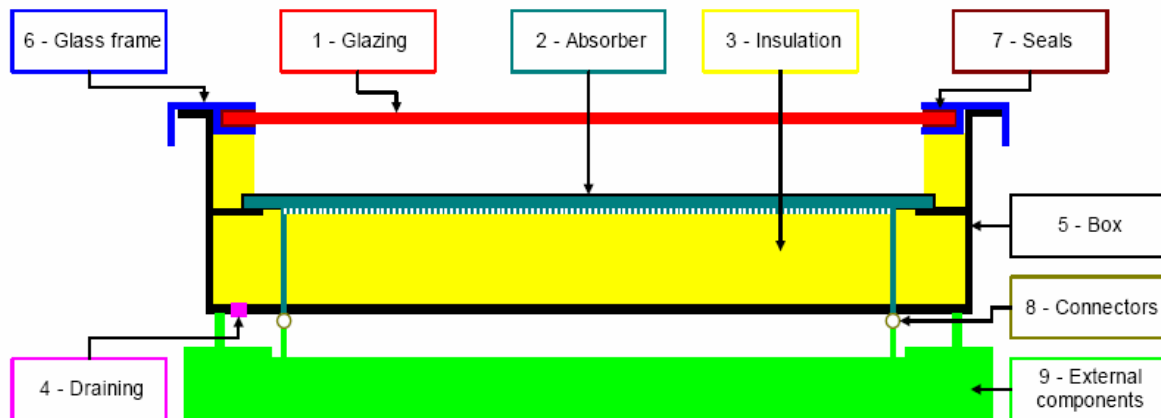 6 - Glass frame
1 - Glazing
2 - Absorber
3 - Insulation
7 - Seals
5 - Box
8 - Connectors
4 - Draining
9 - External
components